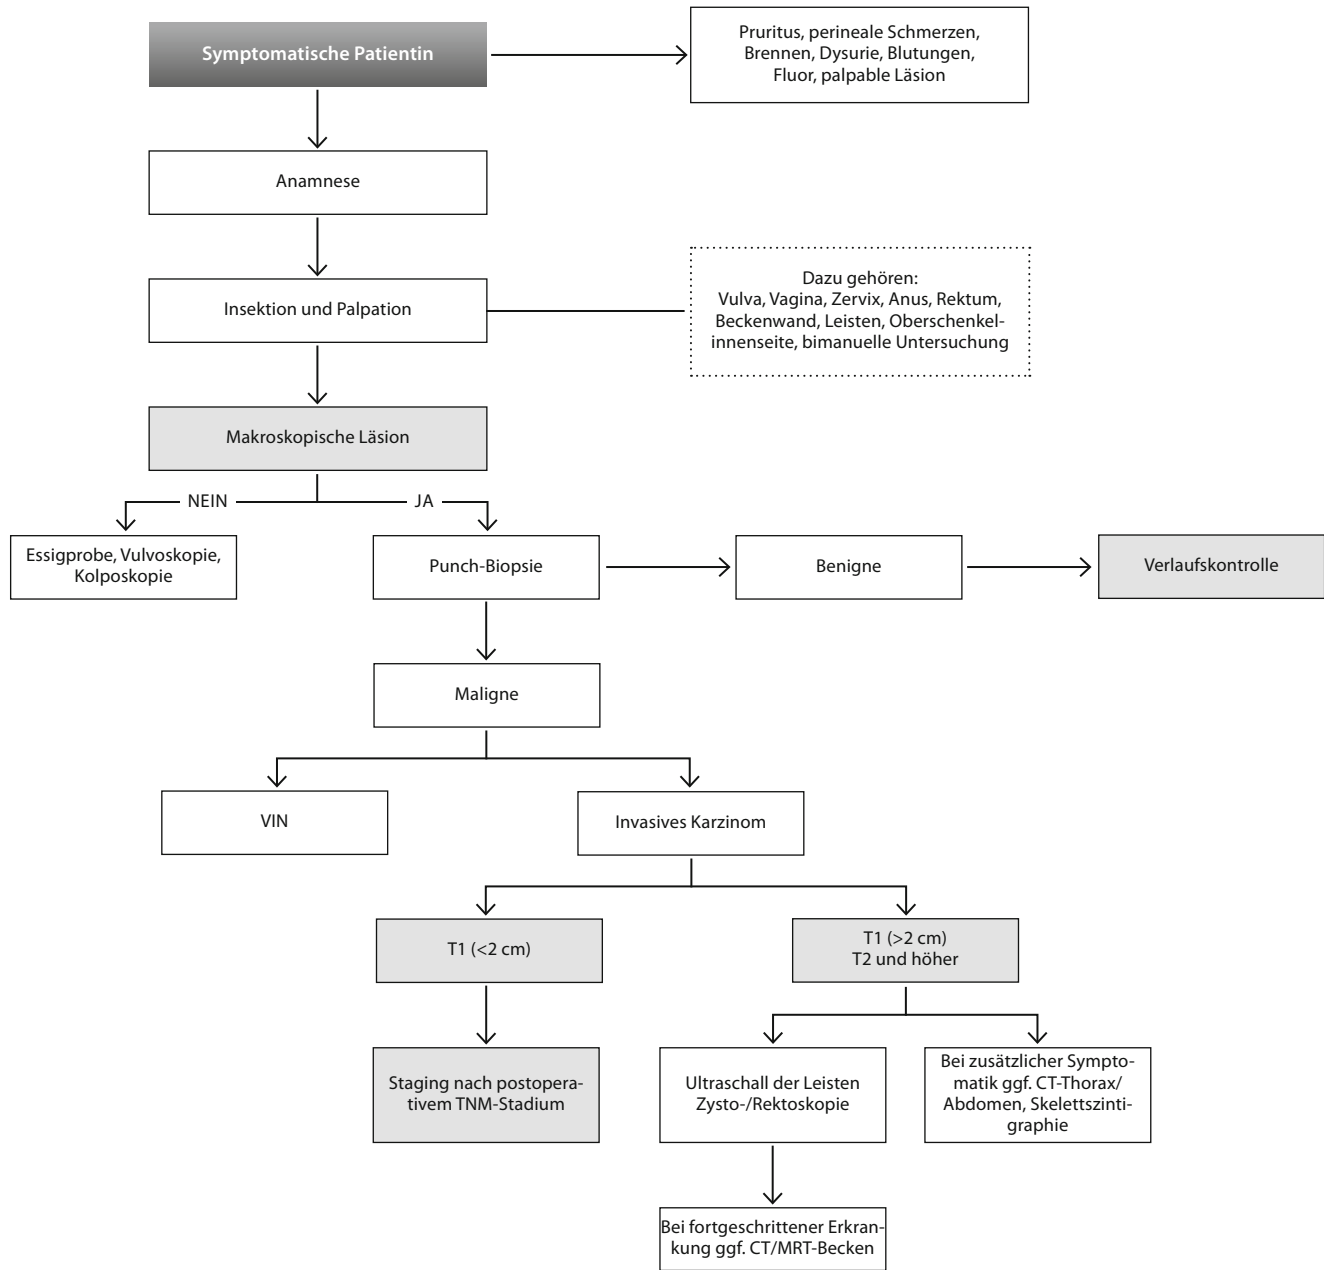 Symptomatische Patientin
Pruritus, perineale Schmerzen,
Brennen, Dysurie, Blutungen,
Fluor, palpable Läsion
Anamnese
Insektion und Palpation
Dazu gehören:
Vulva, Vagina, Zervix, Anus, Rektum,
Beckenwand, Leisten, Oberschenkel-
innenseite, bimanuelle Untersuchung
Makroskopische Läsion
NEIN
JA
Essigprobe, Vulvoskopie,
Kolposkopie
Punch-Biopsie
Benigne
Verlaufskontrolle
Maligne
VIN
Invasives Karzinom
T1 (<2 cm)
T1 (>2 cm)
T2 und höher
Staging nach postopera-
tivem TNM-Stadium
Ultraschall der Leisten
Zysto-/Rektoskopie
Bei zusätzlicher Sympto-
matik ggf. CT-Thorax/
Abdomen, Skelettszinti-
graphie
Bei fortgeschrittener Erkran-
kung ggf. CT/MRT-Becken